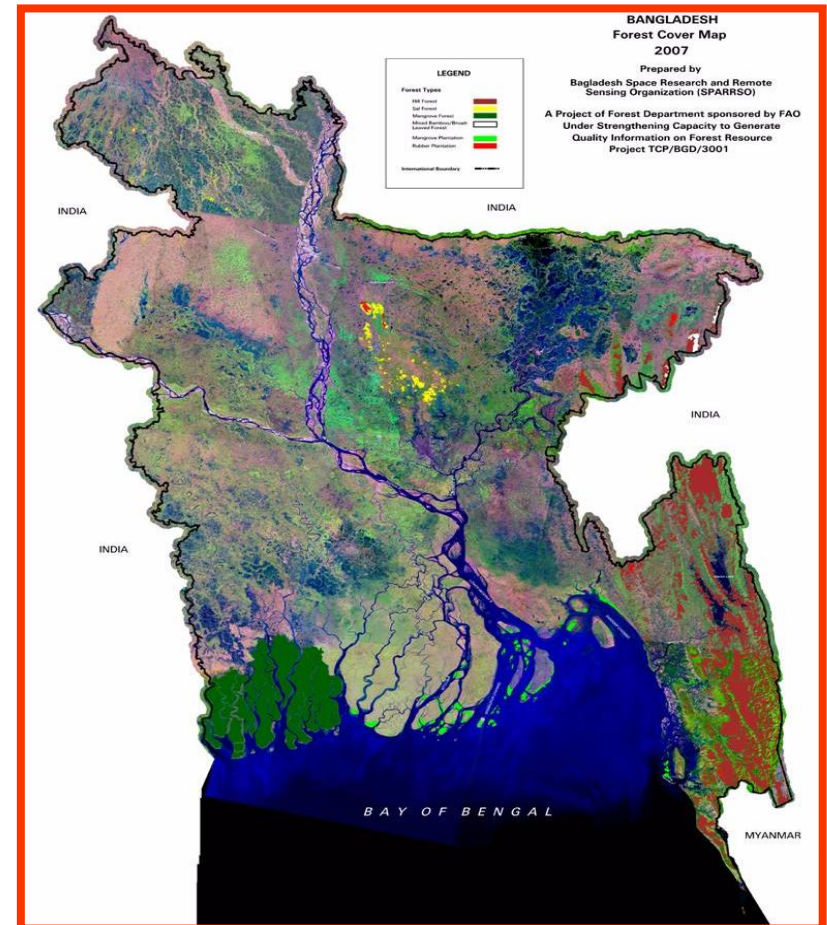 BANGLADESH
Forest Cover Map
2007
Prepared by
Bagladesh Space Research and Remote
Sensing Organization (SPARRSO)
A Project of Forest Department sponsored by FAO
Under Strengthening Capacity to Generate
Quality Information on Forest Resource
Project TCP/BGD/3001
LEGEND
Forest Types
Hill Forest
Sal Forest
Mangrove Forest
Mixed Bamboo/Broad
Leaved Forest
Mangrove Plantation
Rubber Plantation
International Boundary
INDIA
INDIA
INDIA
INDIA
BAY OF BENGAL
MYANMAR